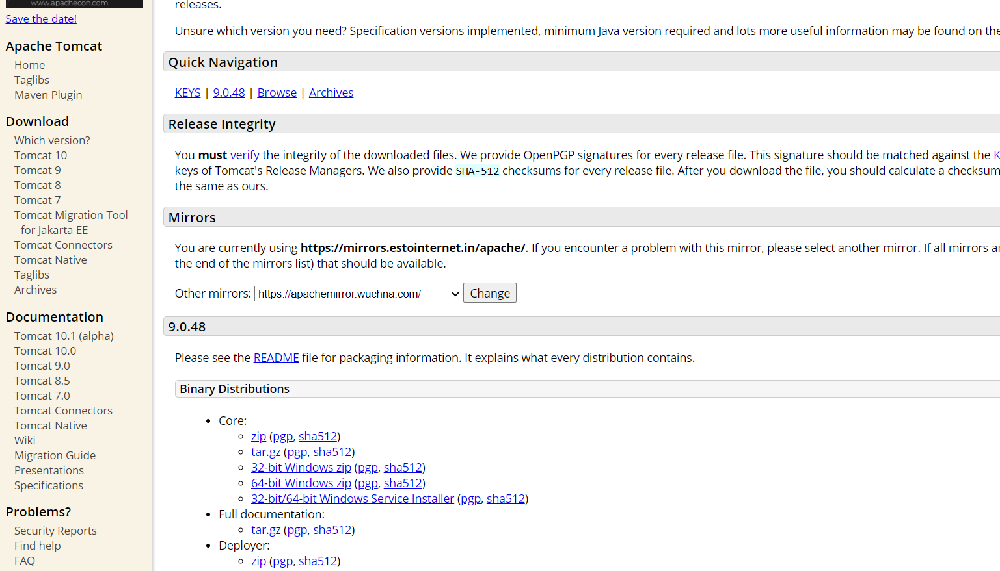 www.apachecon.com
Save the date!
Apache Tomcat
Home
Taglibs
Maven Plugin
Download
Which version?
Tomcat 10
Tomcat 9
Tomcat 8
Tomcat 7
Tomcat Migration Tool
for Jakarta EE
Tomcat Connectors
Tomcat Native
Taglibs
Archives
Documentation
Tomcat 10.1 (alpha)
Tomcat 10.0
Tomcat 9.0
Tomcat 8.5
Tomcat 7.0
Tomcat Connectors
Tomcat Native
Wiki
Migration Guide
Presentations
Specifications
Problems?
Security Reports
Find help
FAQ
releases.
Unsure which version you need? Specification versions implemented, minimum Java version required and lots more useful information may be found on the
Quick Navigation
KEYS | 9.0.48 | Browse | Archives
Release Integrity
You must verify the integrity of the downloaded files. We provide OpenPGP signatures for every release file. This signature should be matched against the K
keys of Tomcat's Release Managers. We also provide SHA-512 checksums for every release file. After you download the file, you should calculate a checksum
the same as ours.
Mirrors
You are currently using https://mirrors.estointernet.in/apache/. If you encounter a problem with this mirror, please select another mirror. If all mirrors ar
the end of the mirrors list) that should be available.
Other mirrors: https://apachemirror.wuchna.com/ Change
9.0.48
Please see the README file for packaging information. It explains what every distribution contains.
Binary Distributions
• Core:
◦ zip (pgp, sha512)
◦ tar.gz (pgp, sha512)
◦ 32-bit Windows zip (pgp, sha512)
◦ 64-bit Windows zip (pgp, sha512)
◦ 32-bit/64-bit Windows Service Installer (pgp, sha512)
• Full documentation:
◦ tar.gz (pgp, sha512)
• Deployer:
◦ zip (pgp, sha512)